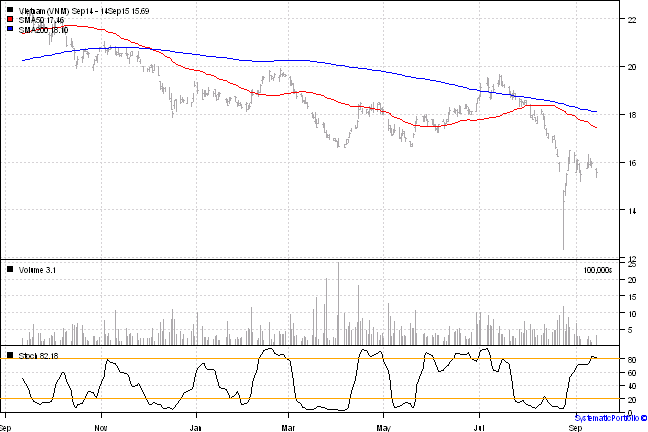 Vietnam (VNM) Sep14 - 14Sep15 15.69
SMA50 17.46
SMA200 18.10
22
20
18
16
14
12
Volume 3.1
100,000s
25
20
15
10
5
Stoch 82.18
80
60
40
20
0
Sep Nov Jan Mar May Jul Sep
SystematicPortfolio ©